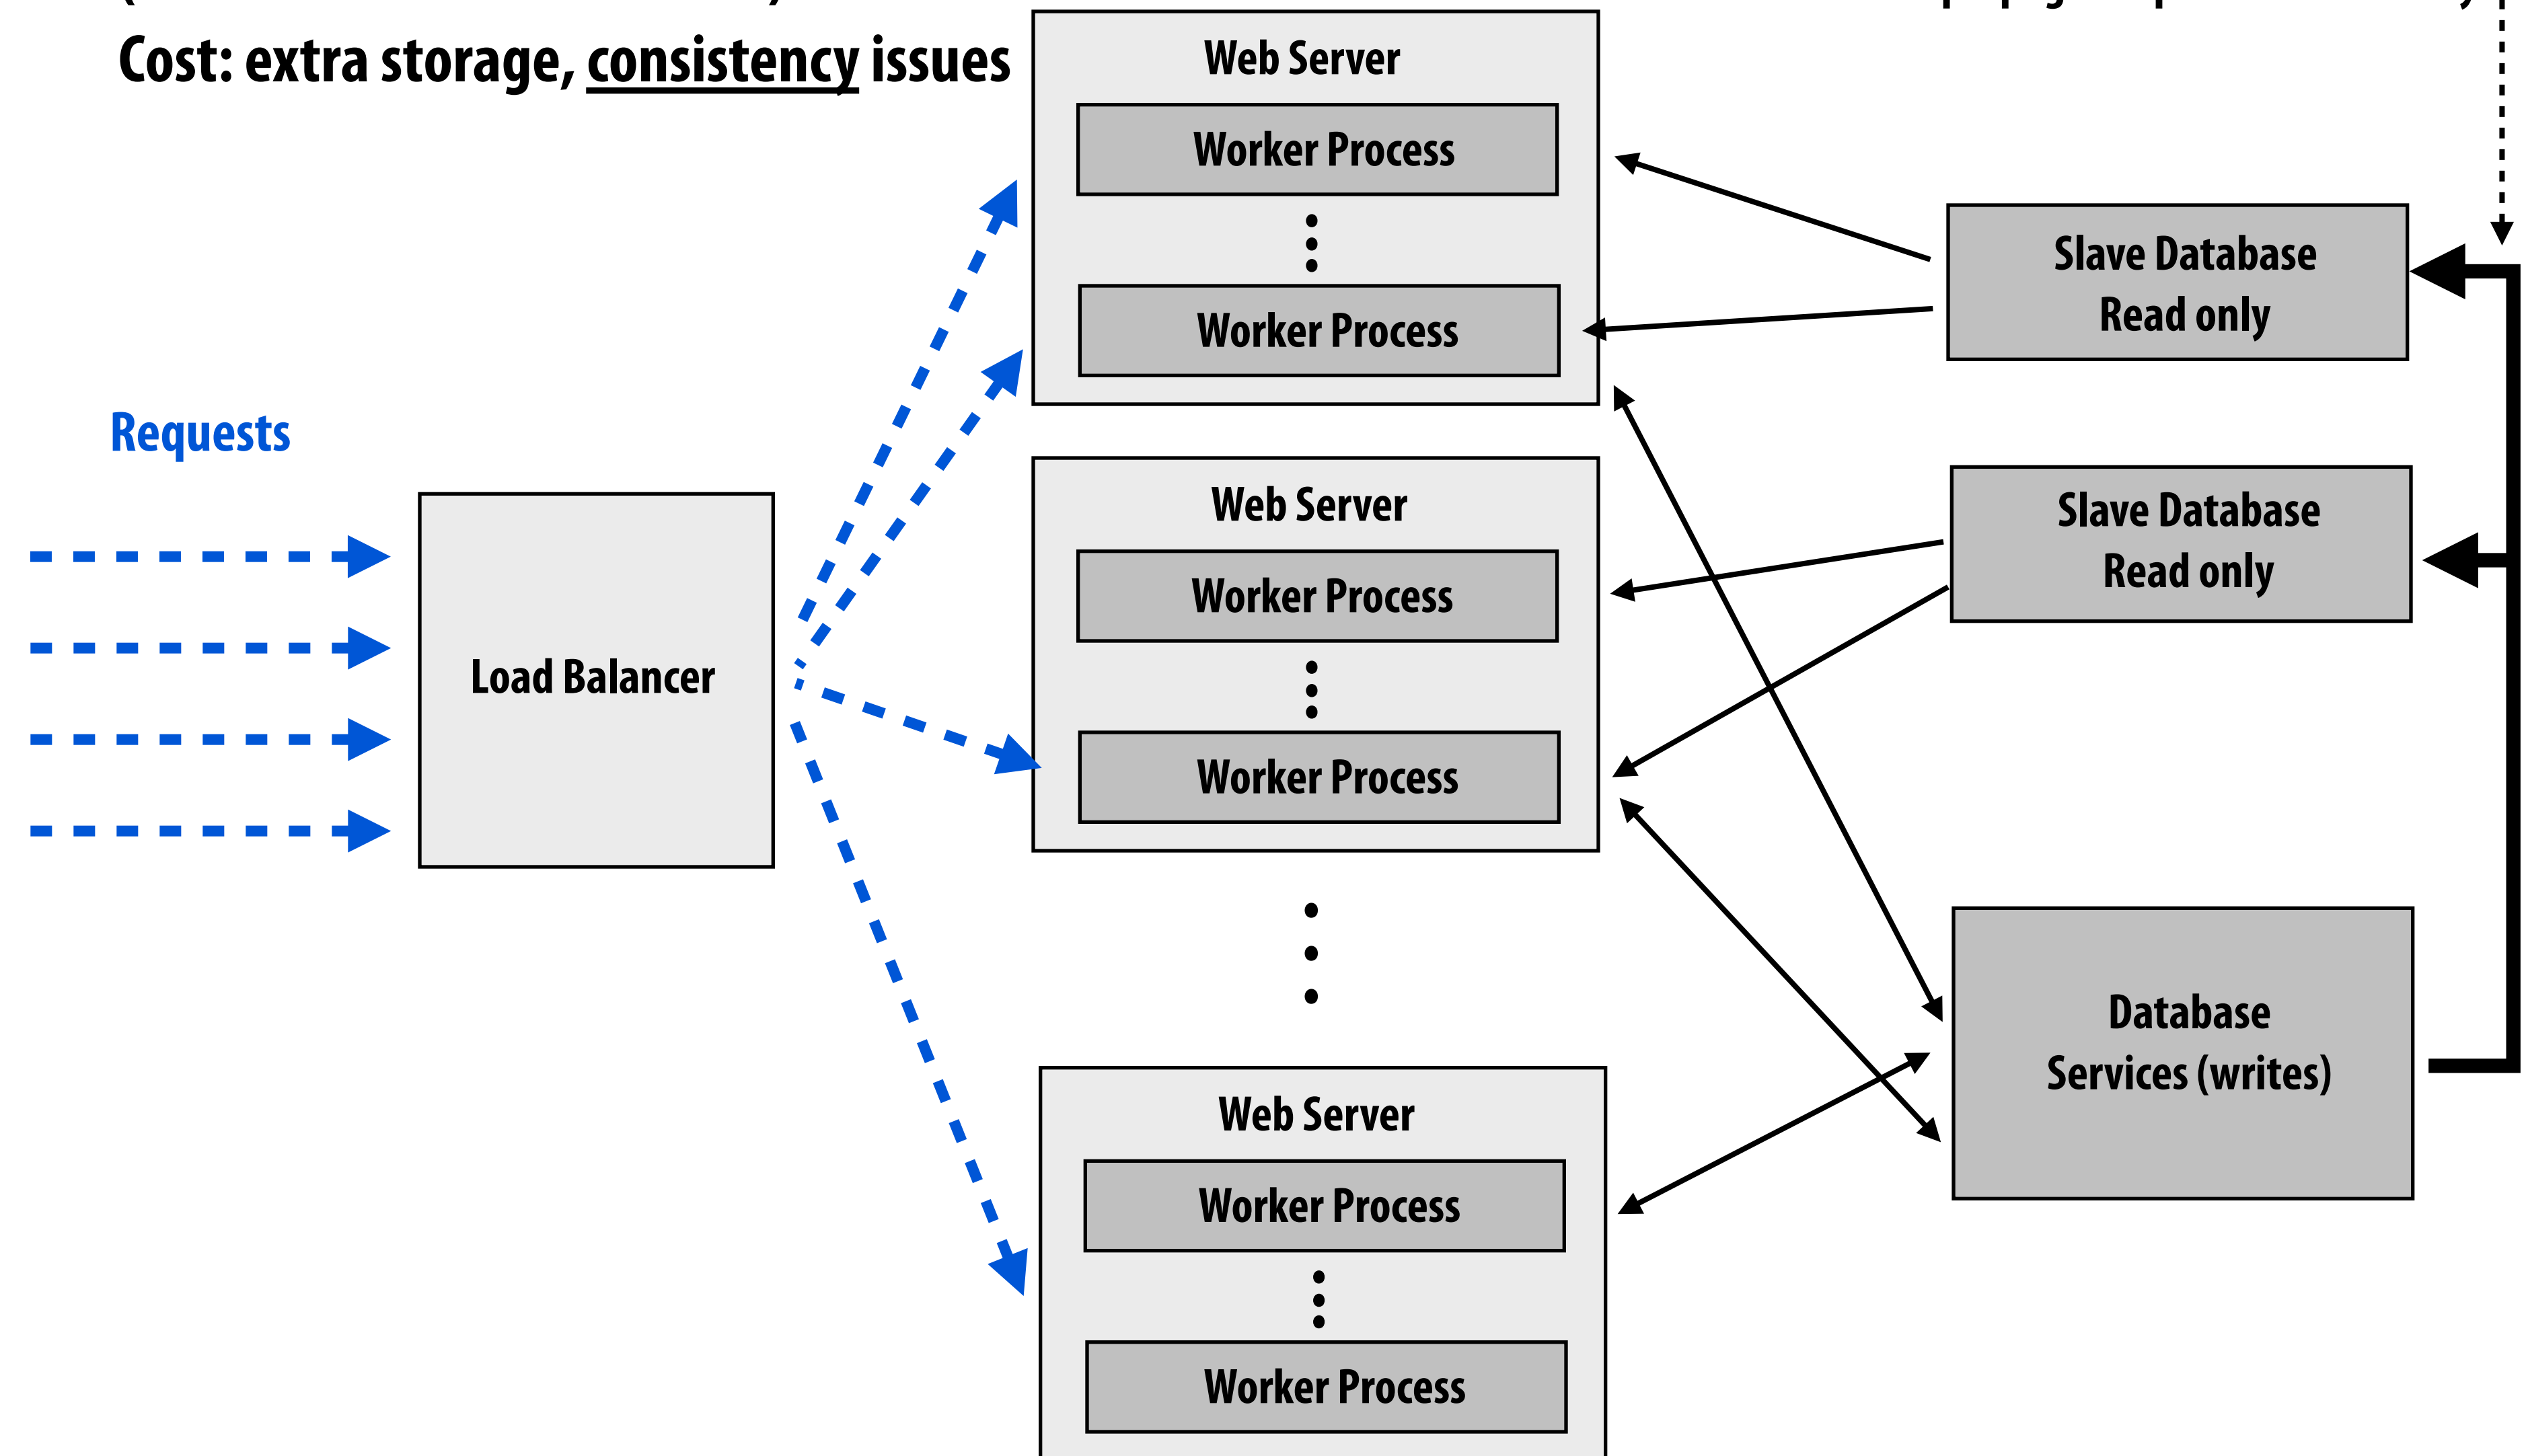 Cost: extra storage, consistency issues
Web Server
Worker Process
Worker Process
Slave Database
Read only
Requests
Web Server
Worker Process
Worker Process
Slave Database
Read only
Load Balancer
Database
Services (writes)
Web Server
Worker Process
Worker Process